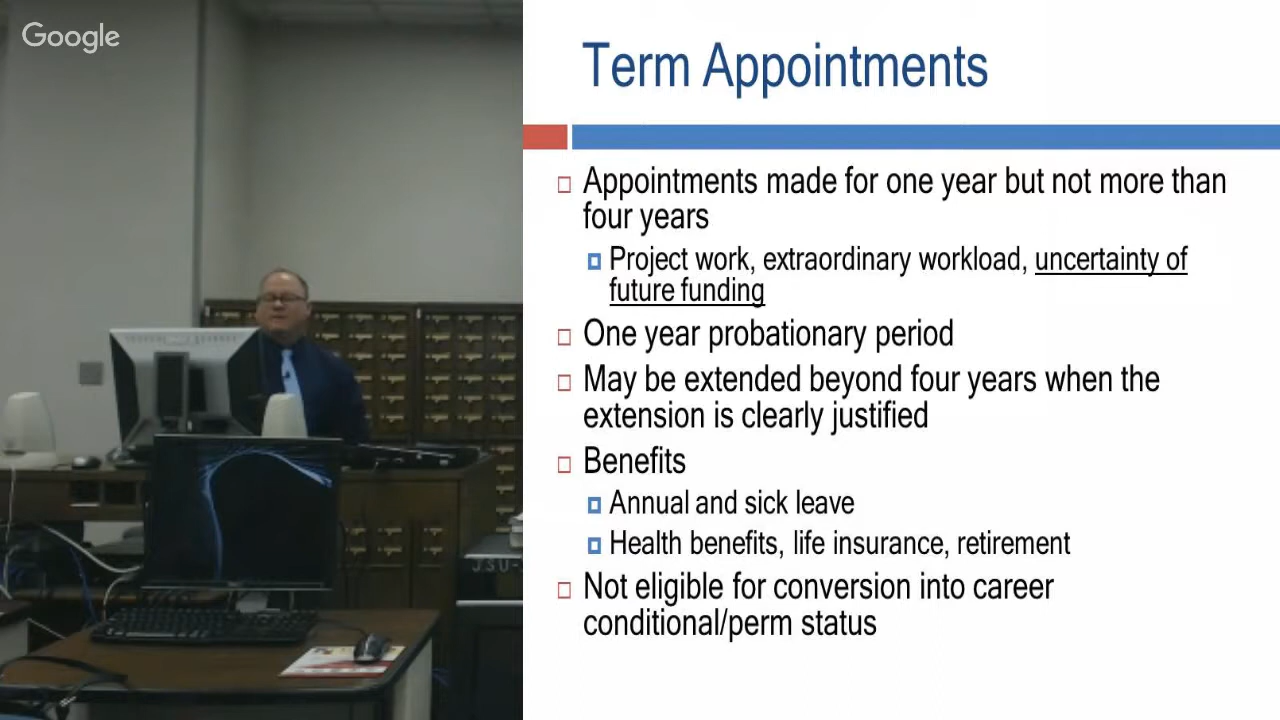 Google
Term Appointments
Appointments made for one year but not more than
four years
Project work, extraordinary workload, uncertainty of
future funding
One year probationary period
May be extended beyond four years when the
extension is clearly justified
Benefits
Annual and sick leave
Health benefits, life insurance, retirement
Not eligible for conversion into career
conditional/perm status